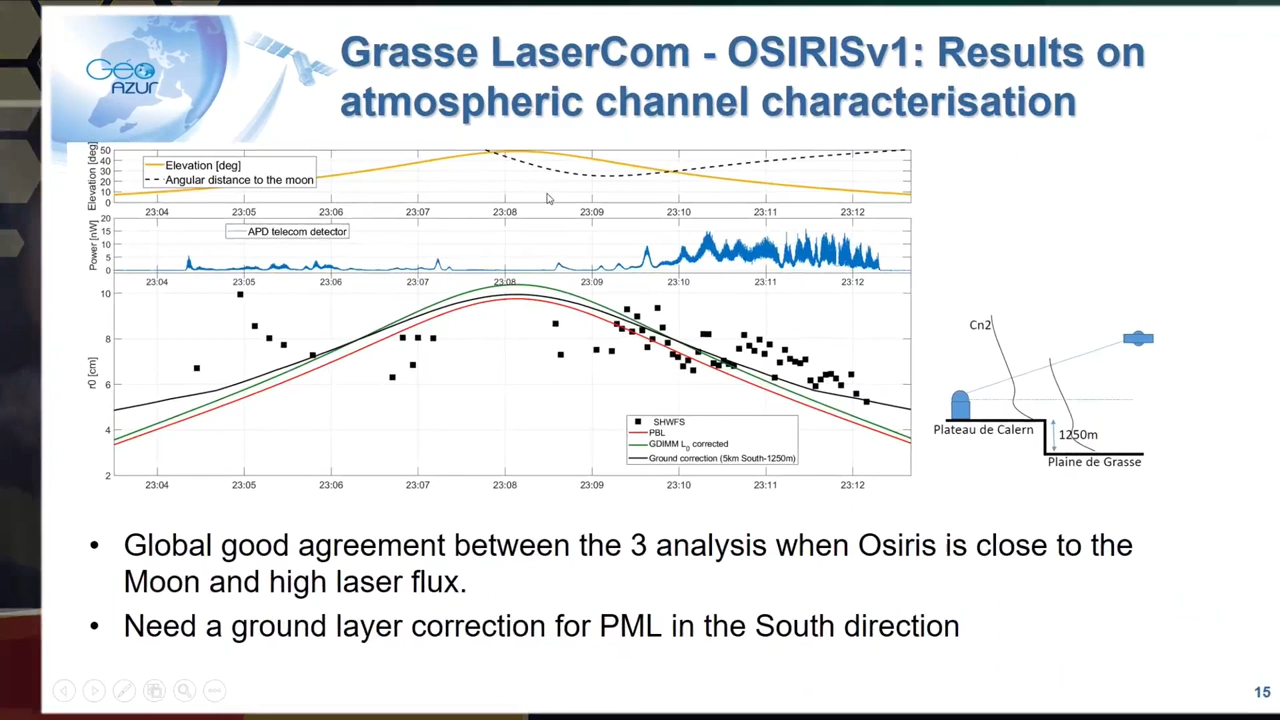 Géo
AZUR
Grasse LaserCom - OSIRISv1: Results on
atmospheric channel characterisation
Elevation [deg]
50
40
30
20
10
0
Elevation [deg]
Angular distance to the moon
23:04 23:05 23:06 23:07 23:08 23:09 23:10 23:11 23:12
Power [nW]
20
15
10
5
0
APD telecom detector
23:04 23:05 23:06 23:07 23:08 23:09 23:10 23:11 23:12
r0 [cm]
10
8
6
4
2
SHWFS
PBL
GDIMM L0 corrected
Ground correction (5km South-1250m)
23:04 23:05 23:06 23:07 23:08 23:09 23:10 23:11 23:12
Cn2
Plateau de Calern
1250m
Plaine de Grasse
• Global good agreement between the 3 analysis when Osiris is close to the
Moon and high laser flux.
• Need a ground layer correction for PML in the South direction
15